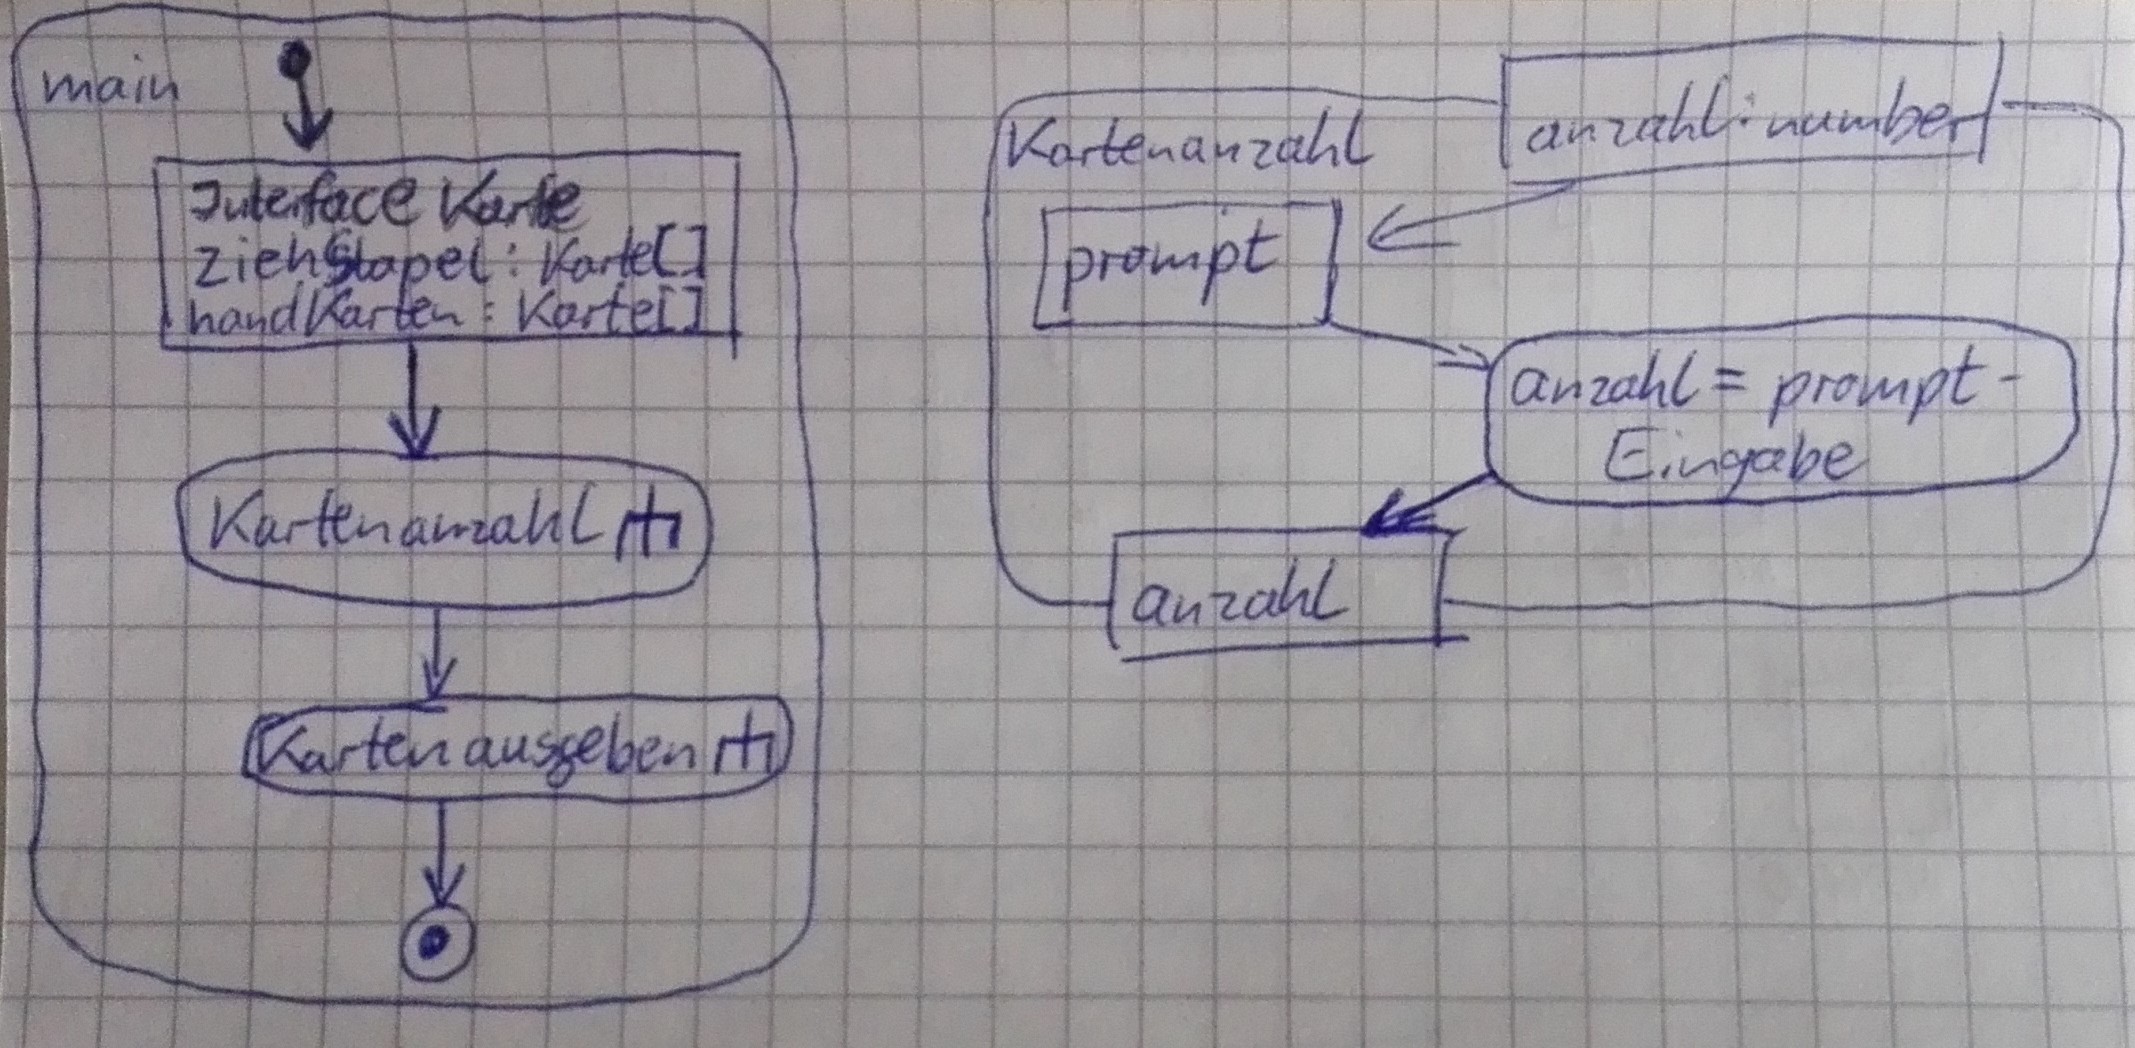 main
Interface Karte
ziehStapel : Karte[]
handKarten : Karte[]
Kartenanzahl
Kartenausgeben
Kartenanzahl
anzahl : number
prompt
anzahl = prompt -
Eingabe
anzahl